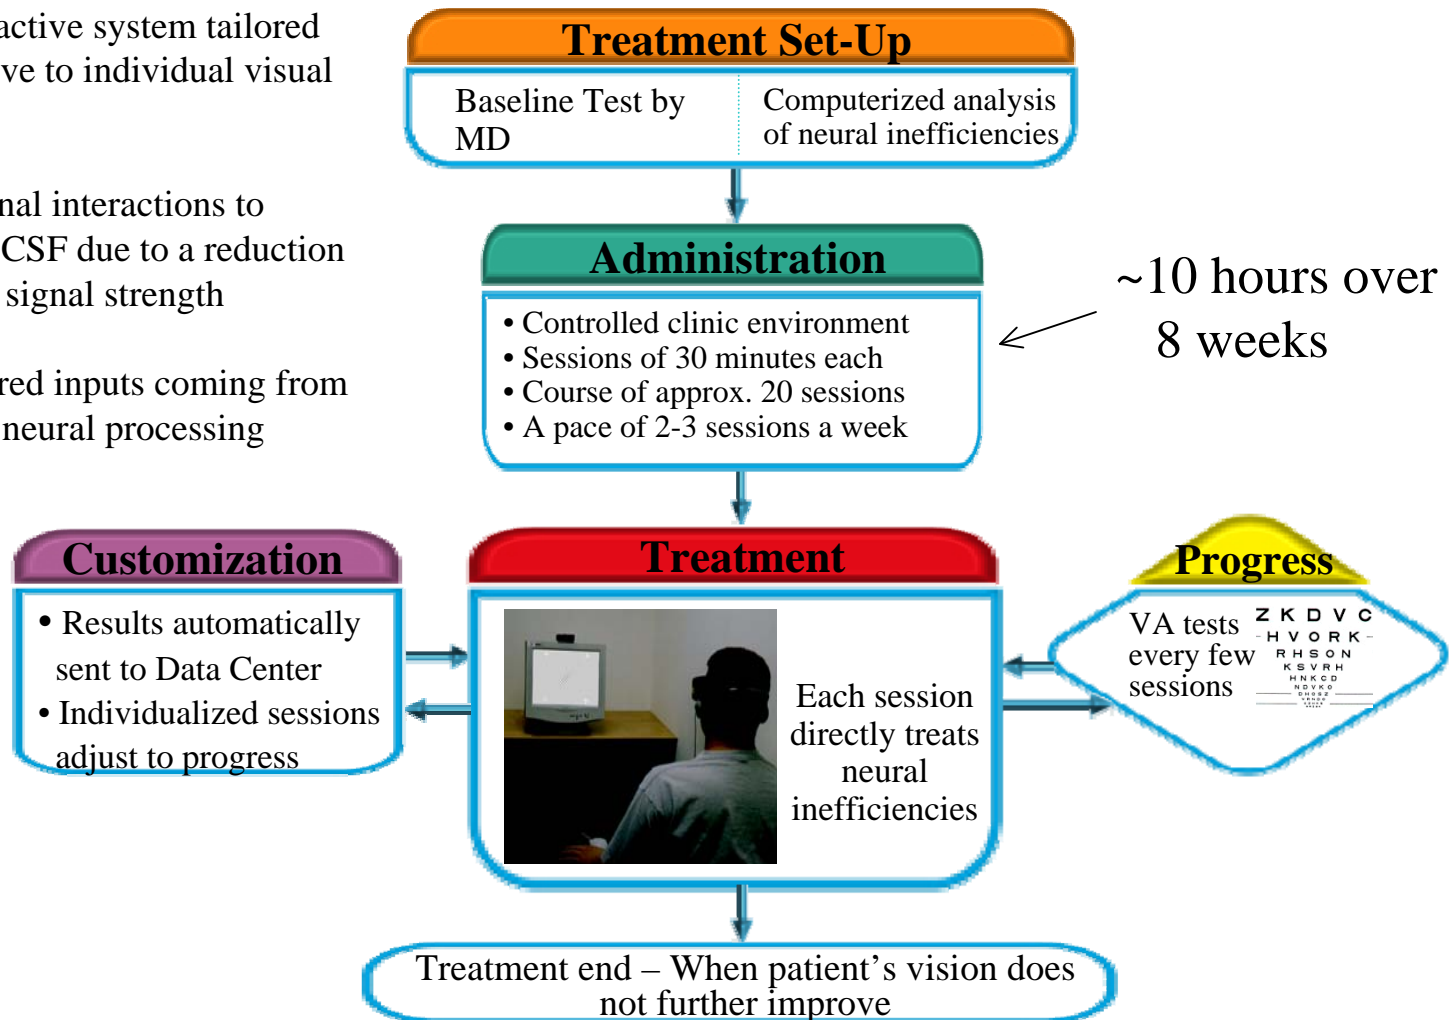 active system tailored
ve to individual visual
nal interactions to
CSF due to a reduction
signal strength
red inputs coming from
neural processing
Treatment Set-Up
Baseline Test by
MD
Computerized analysis
of neural inefficiencies
Administration
• Controlled clinic environment
• Sessions of 30 minutes each
• Course of approx. 20 sessions
• A pace of 2-3 sessions a week
~10 hours over
8 weeks
Customization
• Results automatically
sent to Data Center
• Individualized sessions
adjust to progress
Treatment
Each session
directly treats
neural
inefficiencies
Progress
VA tests
every few
sessions
Z K D V C
H V O R K
R H S O N
K S V R H
H N K C D
N D V K O
D H O S Z
Treatment end – When patient's vision does
not further improve